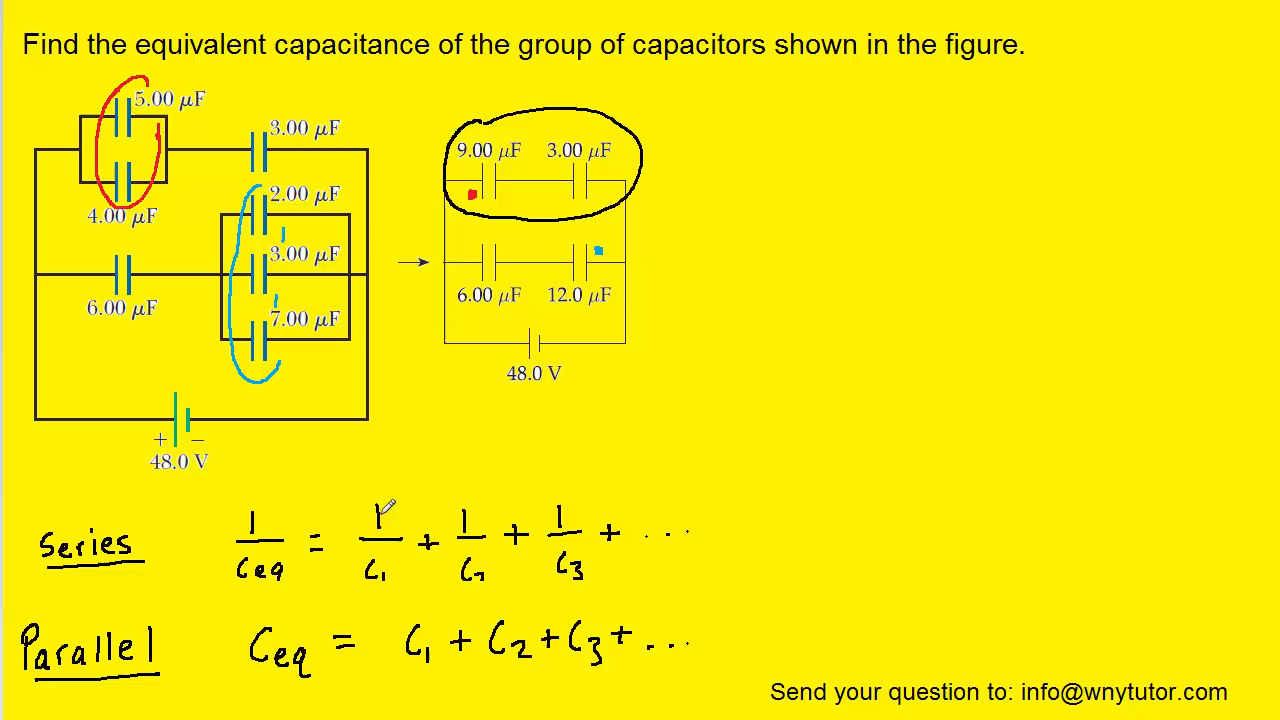 Find the equivalent capacitance of the group of capacitors shown in the figure.
5.00 µF
3.00 µF
4.00 µF
2.00 µF
3.00 µF
6.00 µF
7.00 µF
+ −
48.0 V
9.00 µF 3.00 µF
6.00 µF 12.0 µF
48.0 V
Series 1/Ceq = 1/C1 + 1/C2 + 1/C3 + ...
Parallel Ceq = C1 + C2 + C3 + ...
Send your question to: info@wnytutor.com